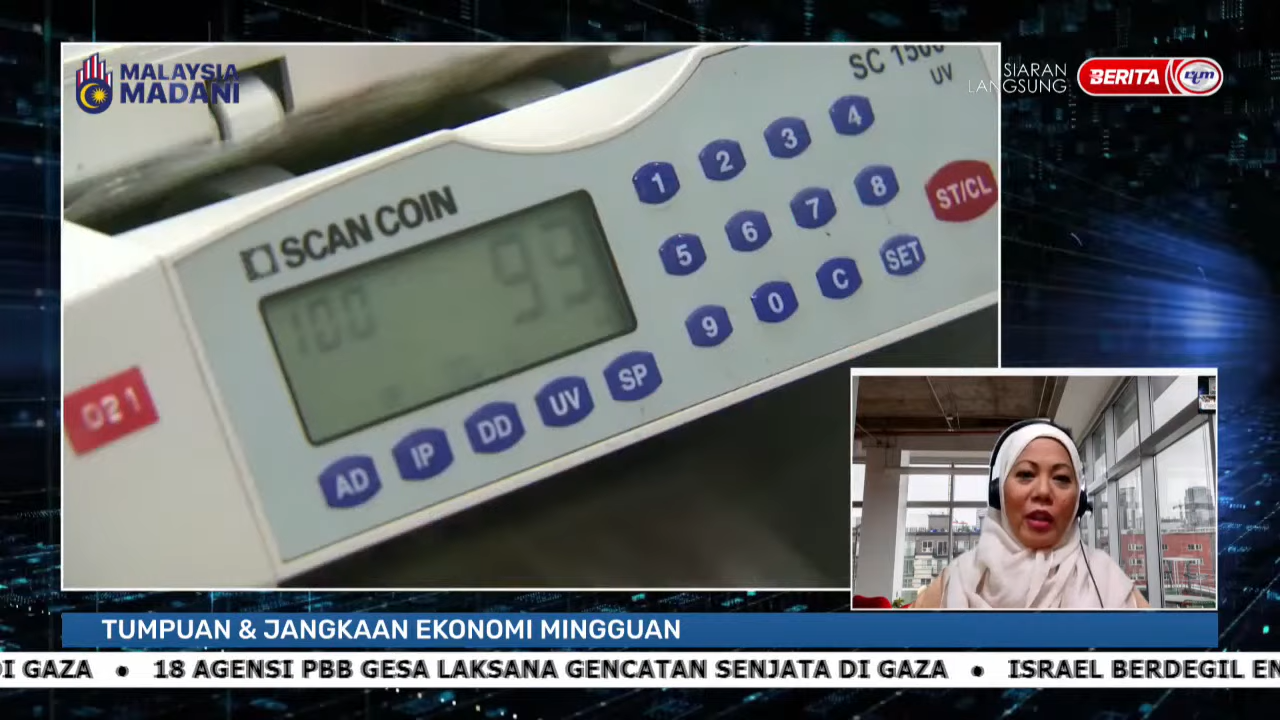 MALAYSIA
MADANI
SIARAN
LANGSUNG
BERITA
rtm
SC 1500
UV
SCAN COIN
100 99
021
1 2 3 4
5 6 7 8 ST/CL
9 0 C SET
AD IP DD UV SP
TUMPUAN & JANGKAAN EKONOMI MINGGUAN
DI GAZA • 18 AGENSI PBB GESA LAKSANA GENCATAN SENJATA DI GAZA • ISRAEL BERDEGIL